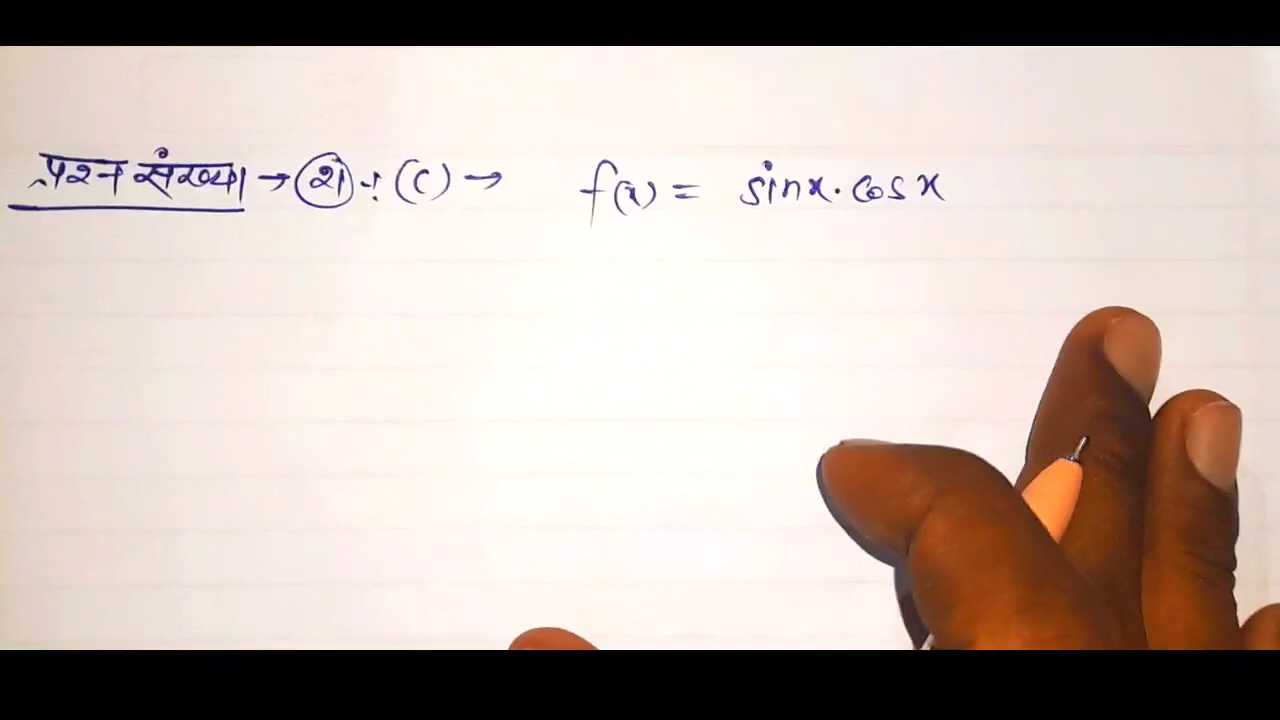 प्रश्न संख्या → 21 ÷ (C) → f(x) = sinx. cosx